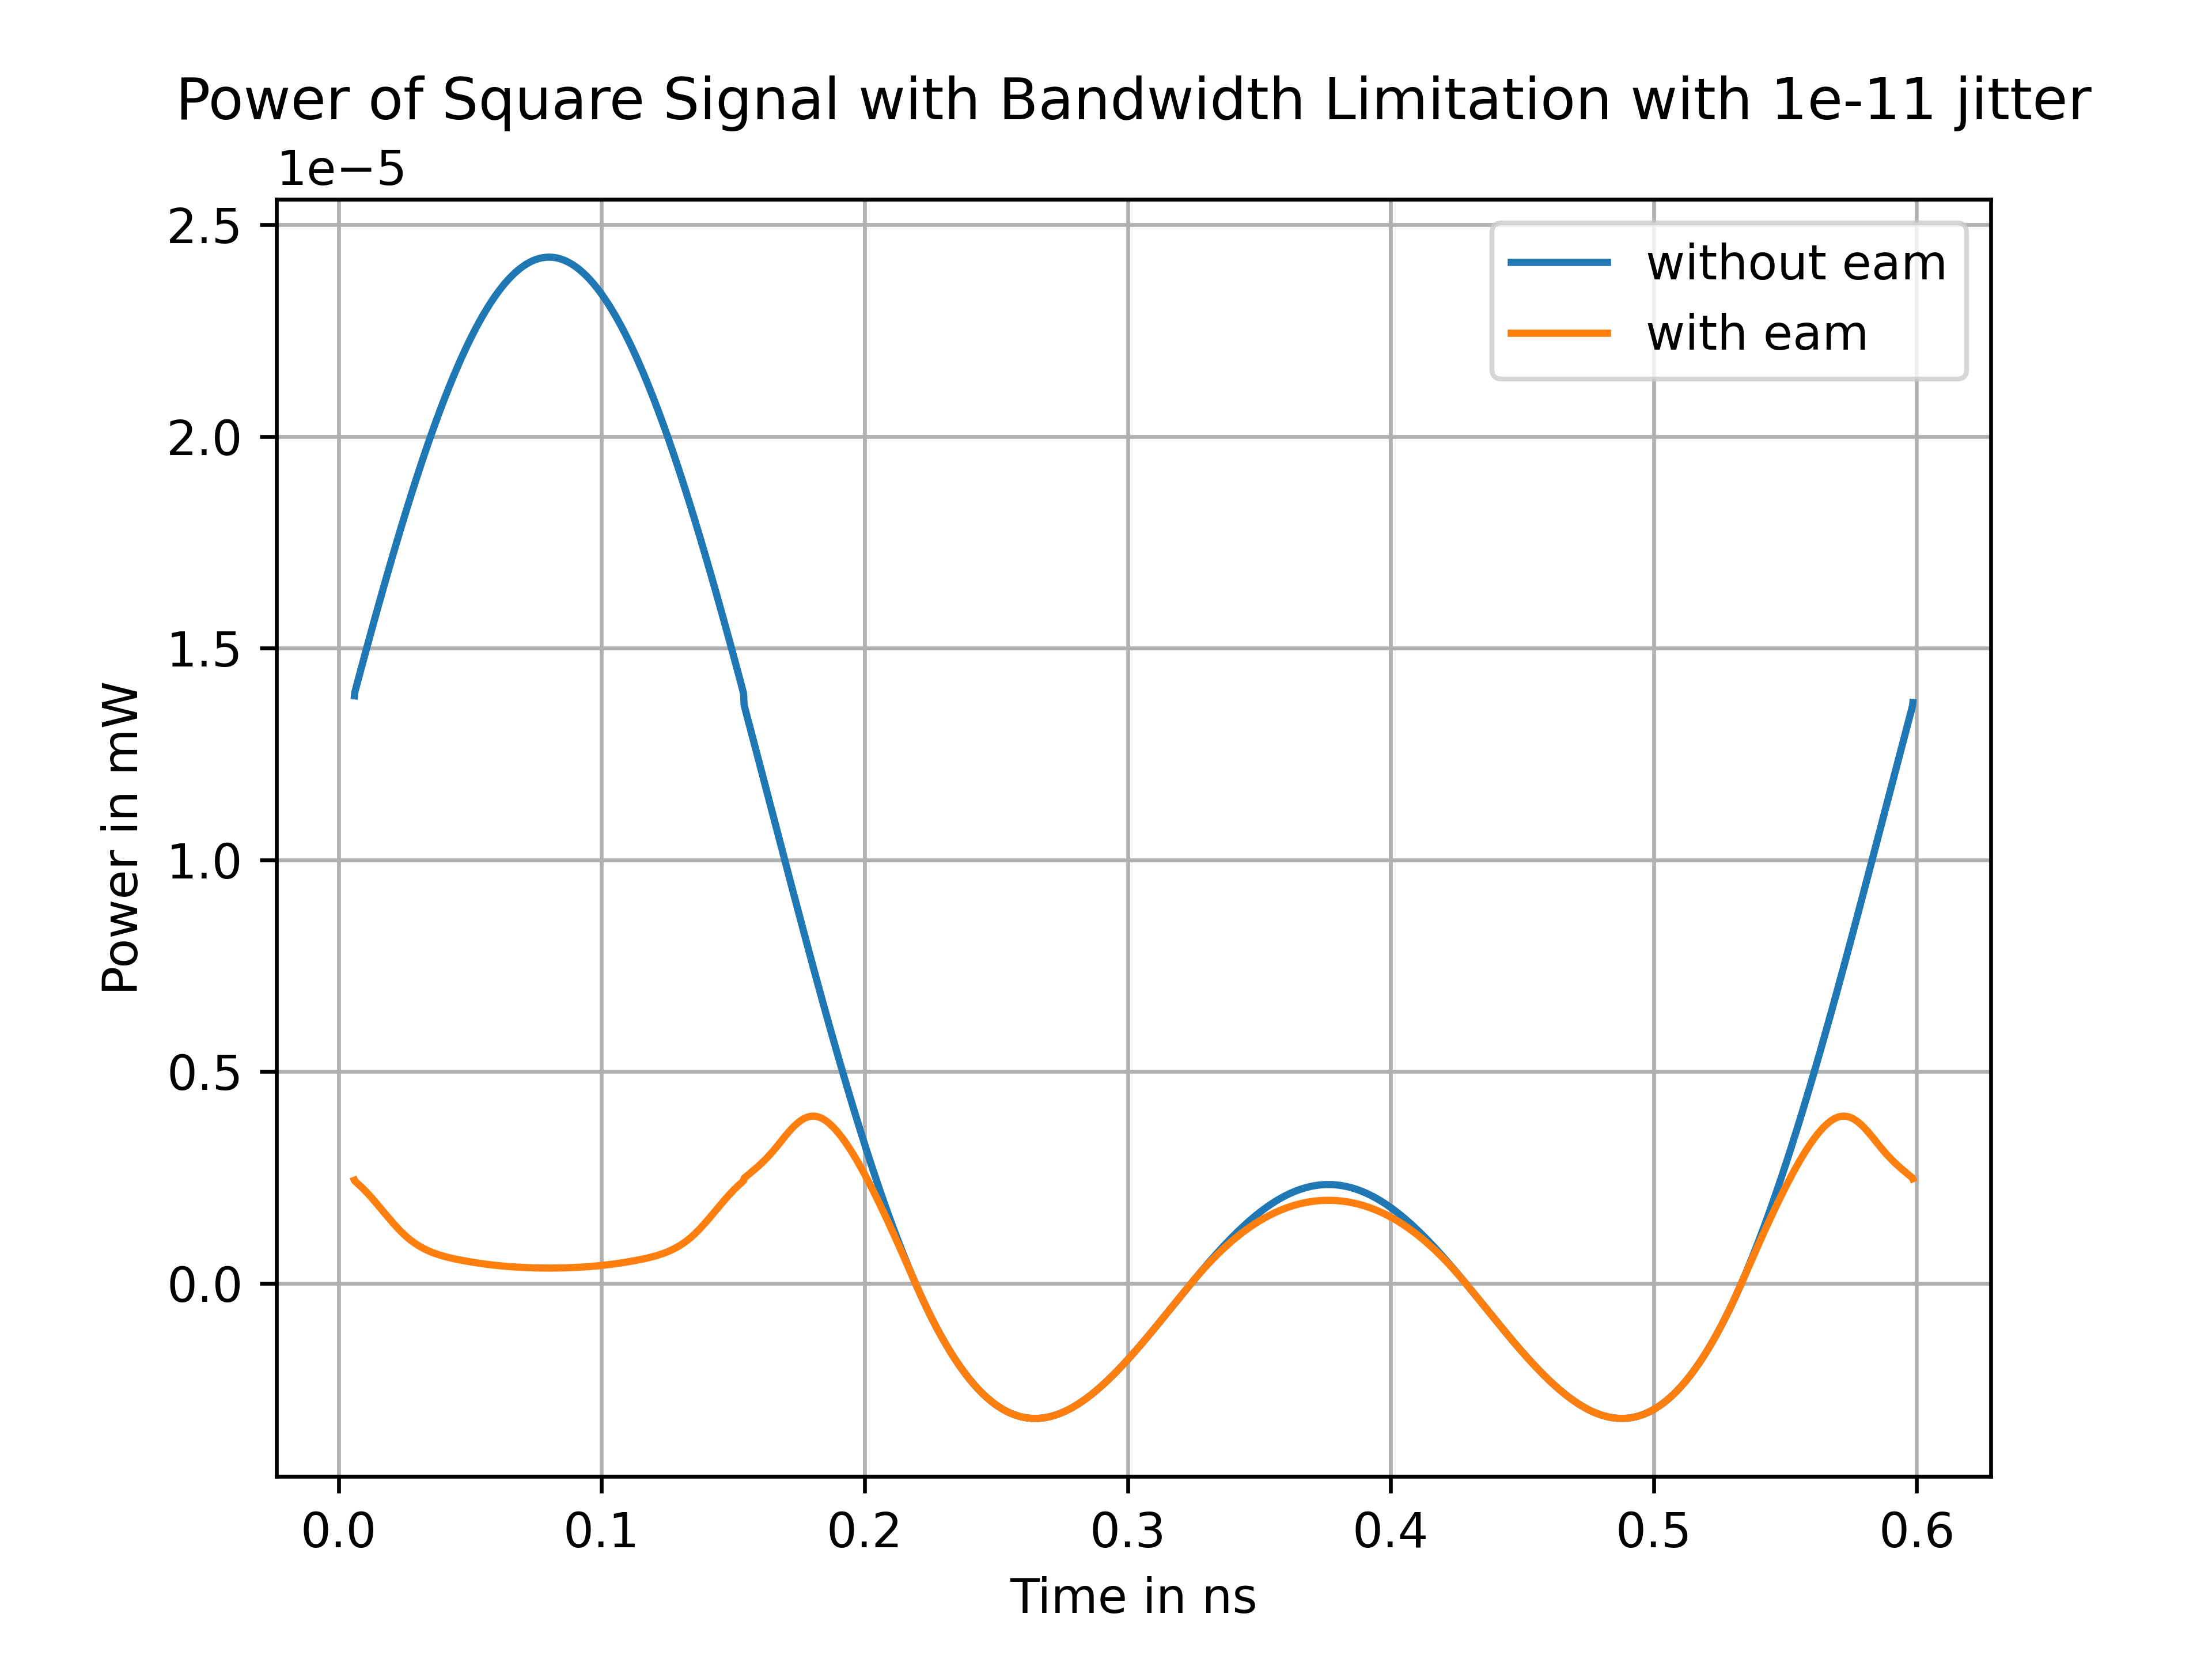 Power of Square Signal with Bandwidth Limitation with 1e-11 jitter
1e−5
2.5
2.0
1.5
1.0
0.5
0.0
Power in mW
without eam
with eam
0.0 0.1 0.2 0.3 0.4 0.5 0.6
Time in ns